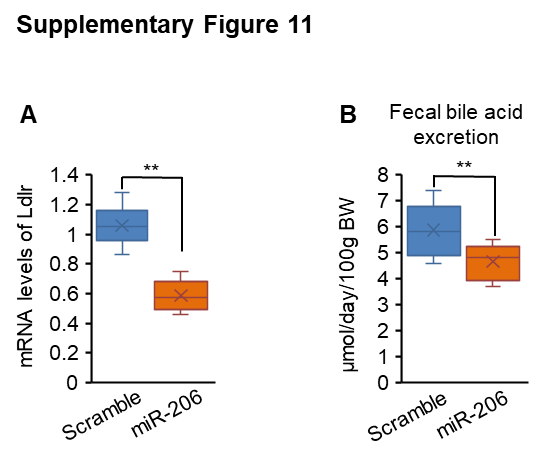 Supplementary Figure 11
A
mRNA levels of Ldlr
1.4
1.2
1
0.8
0.6
0.4
0.2
0
**
Scramble
miR-206
B
Fecal bile acid
excretion
µmol/day/100g BW
8
7
6
5
4
3
2
1
0
**
Scramble
miR-206